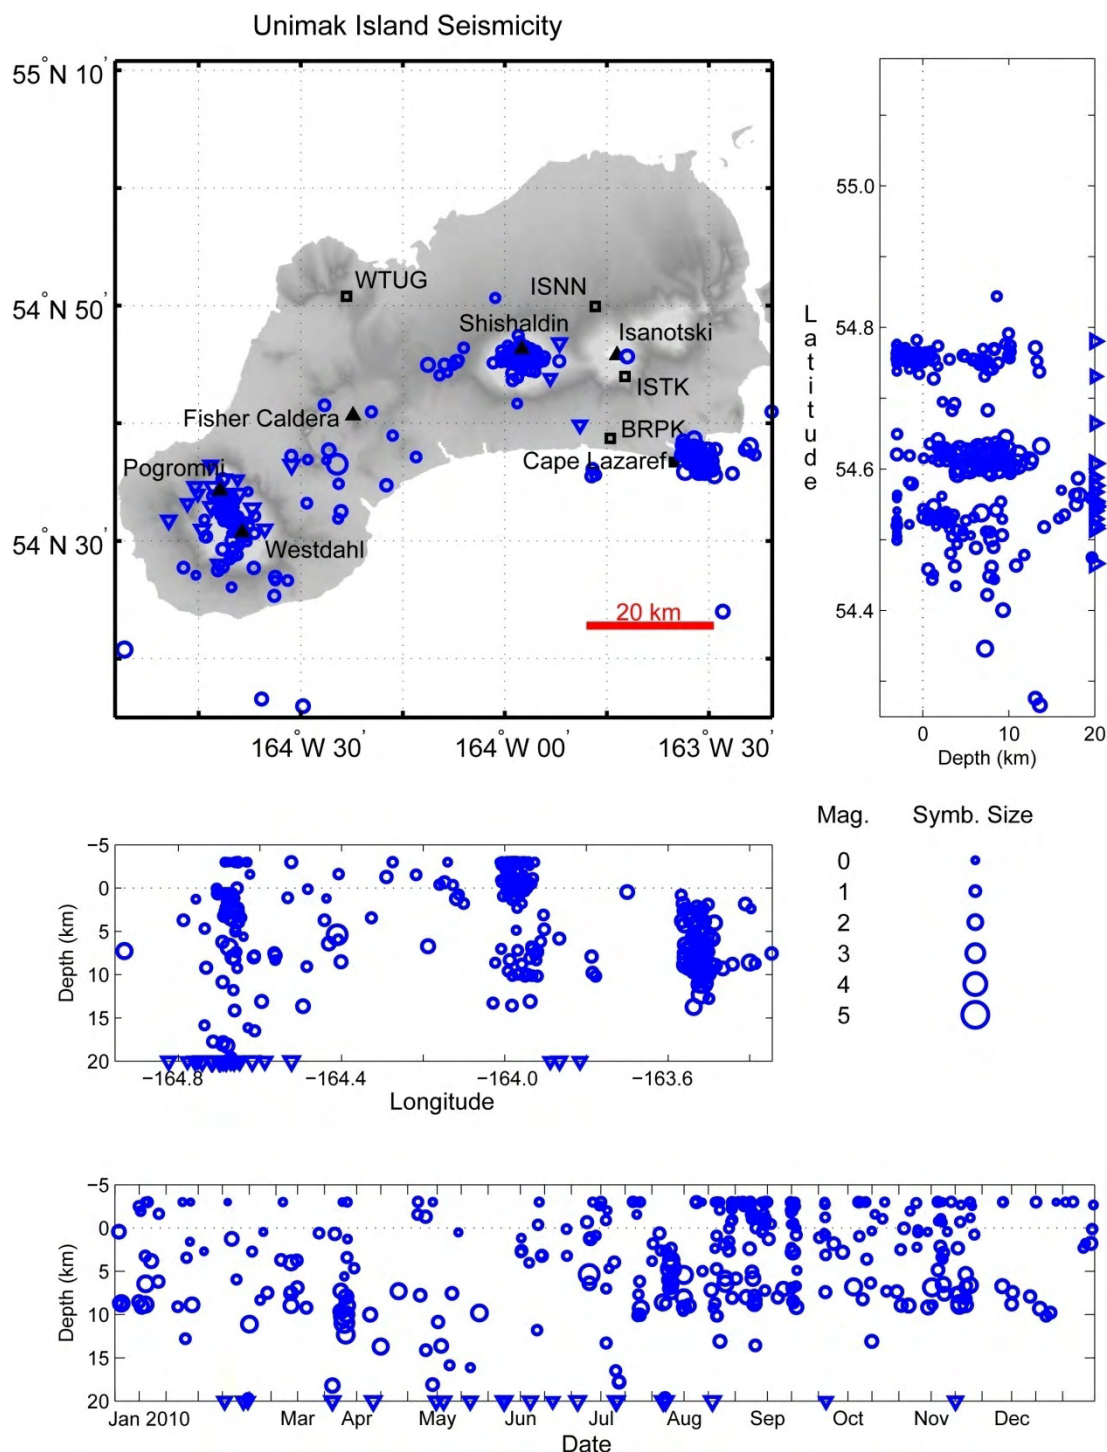 Unimak Island Seismicity
55°N 10'
54°N 50'
54°N 30'
WTUG
ISNN
Shishaldin
Isanotski
ISTK
Fisher Caldera
BRPK
Cape Lazaref
Pogromni
Westdahl
20 km
164°W 30'
164°W 00'
163°W 30'
Latitude
55.0
54.8
54.6
54.4
0
10
20
Depth (km)
Mag.
Symb. Size
0
1
2
3
4
5
Depth (km)
−5
0
5
10
15
20
−164.8
−164.4
−164.0
−163.6
Longitude
Depth (km)
−5
0
5
10
15
20
Jan 2010
Mar
Apr
May
Jun
Jul
Aug
Sep
Oct
Nov
Dec
Date